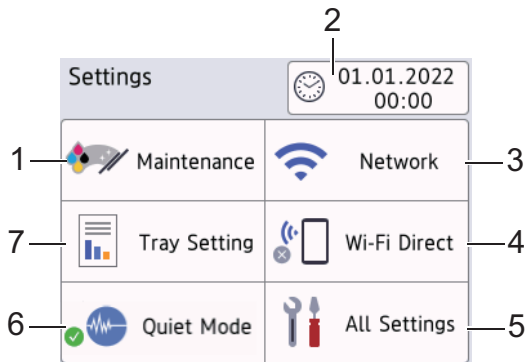 2
Settings
01.01.2022
00:00
1
Maintenance
Network
3
7
Tray Setting
Wi-Fi Direct
4
6
Quiet Mode
All Settings
5